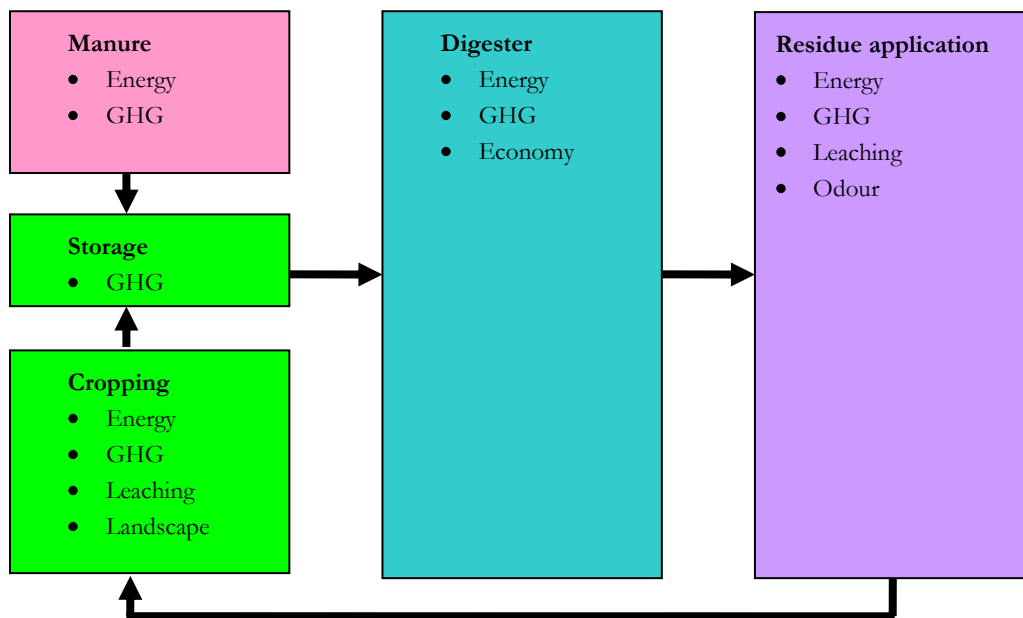 Manure
• Energy
• GHG
Storage
• GHG
Cropping
• Energy
• GHG
• Leaching
• Landscape
Digester
• Energy
• GHG
• Economy
Residue application
• Energy
• GHG
• Leaching
• Odour